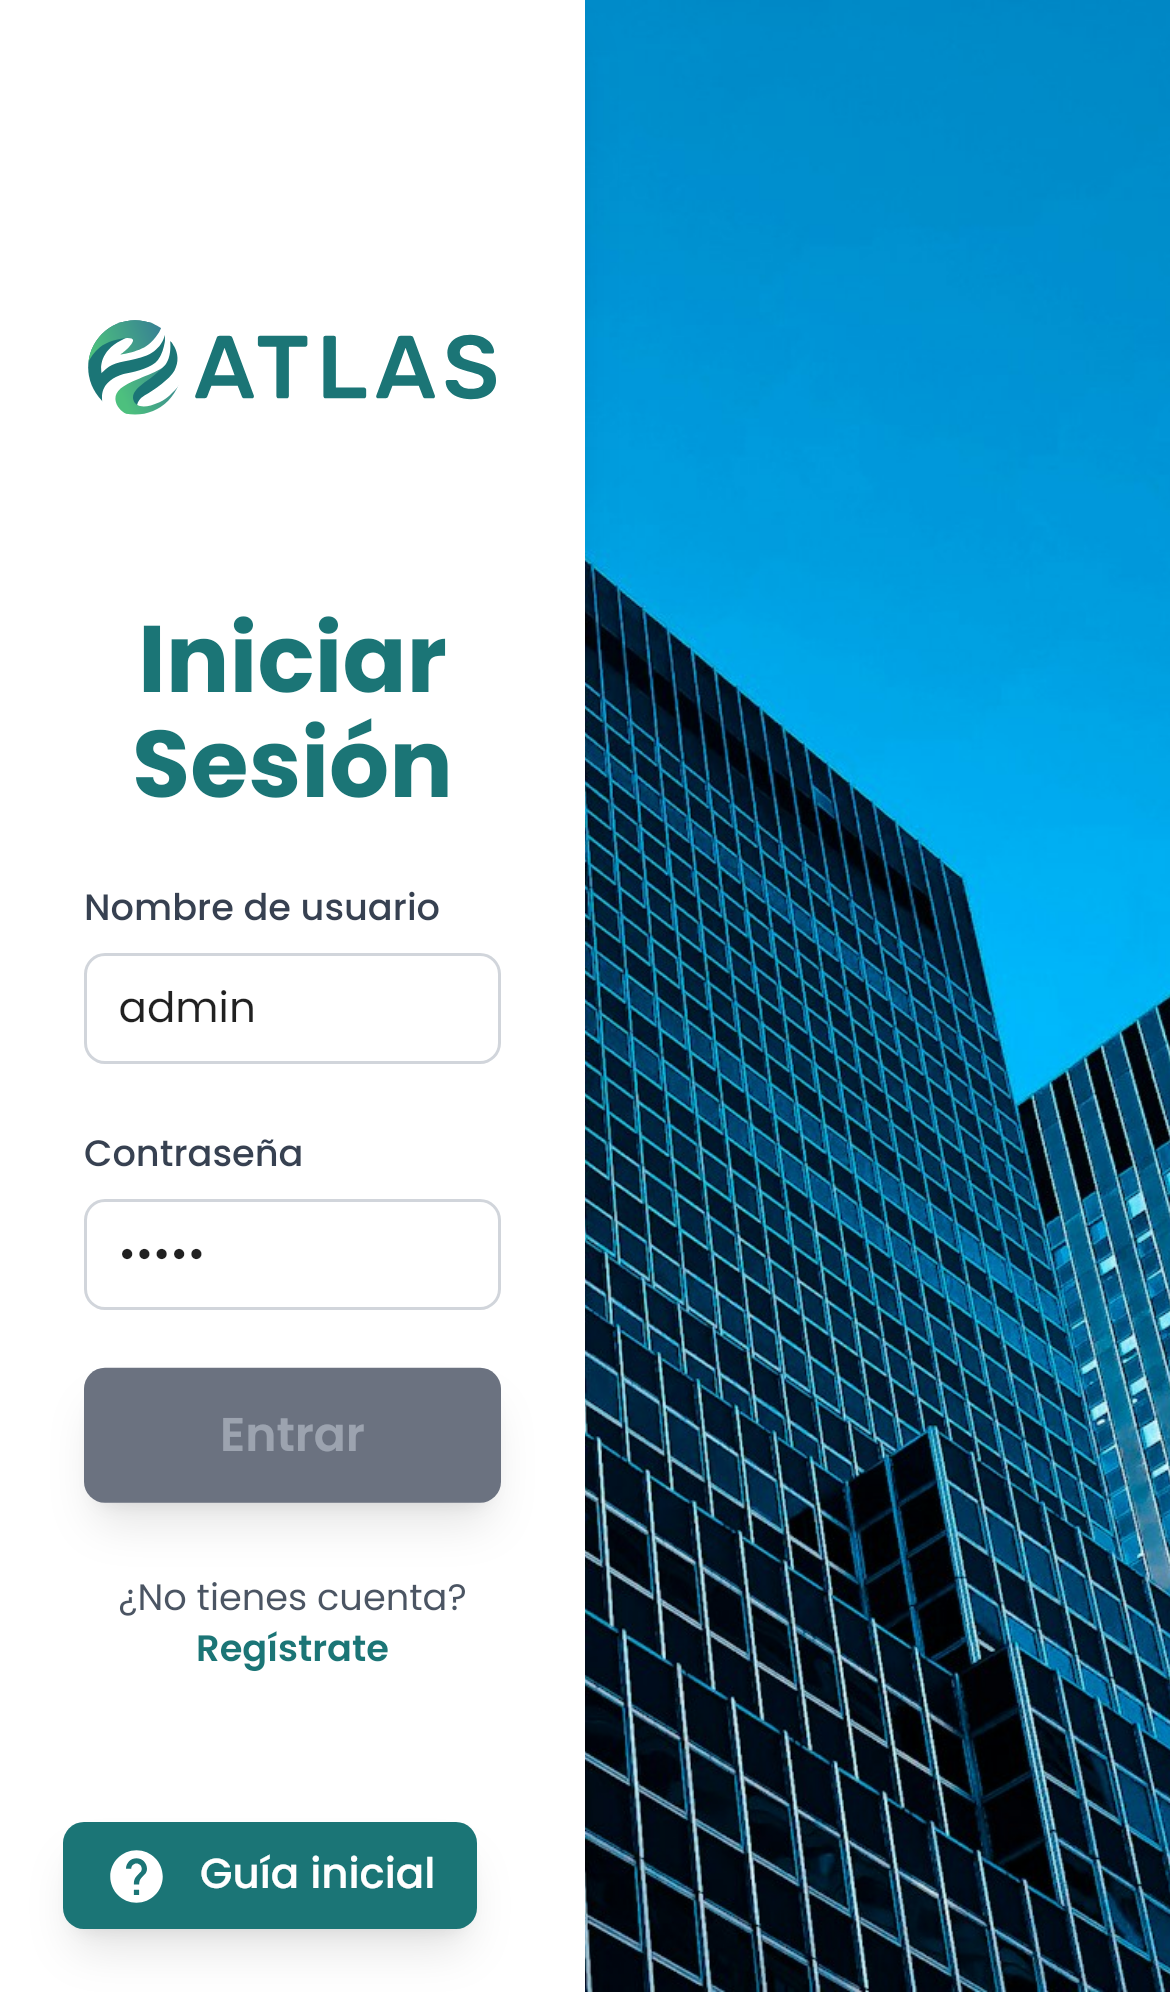 ATLAS
Iniciar
Sesión
Nombre de usuario
admin
Contraseña
•••••
Entrar
¿No tienes cuenta?
Regístrate
? Guía inicial